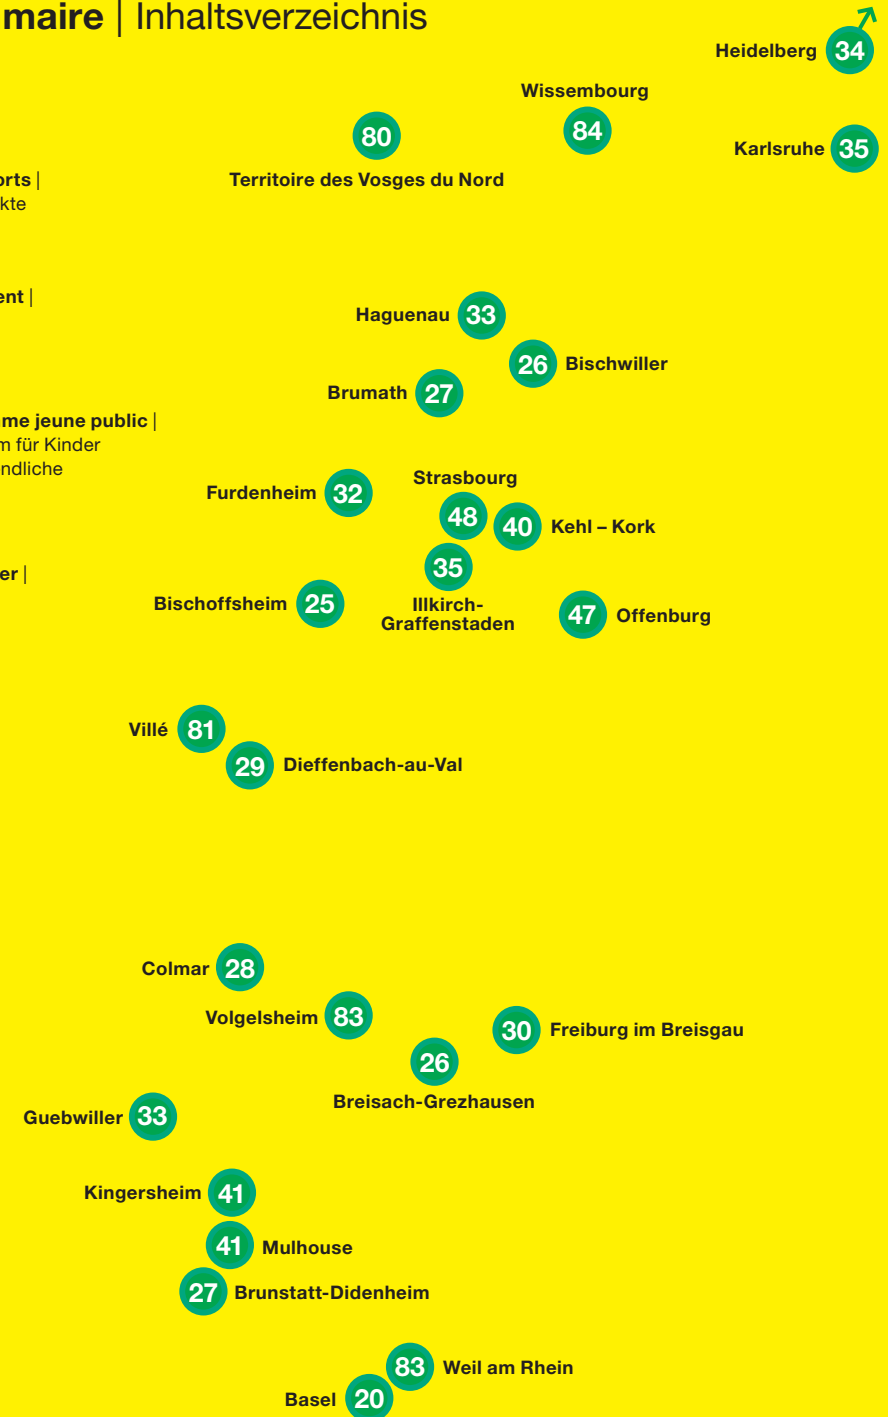 maire | Inhaltsverzeichnis
Heidelberg 34
Wissembourg
84
80
Karlsruhe 35
Territoire des Vosges du Nord
orts |
kte
ent |
Haguenau 33
26 Bischwiller
Brumath 27
me jeune public |
m für Kinder
ndliche
Strasbourg
Furdenheim 32
48
40 Kehl – Kork
35
er |
Bischoffsheim 25
Illkirch-
Graffenstaden
47 Offenburg
Villé 81
29 Dieffenbach-au-Val
Colmar 28
Volgelsheim 83
30 Freiburg im Breisgau
26
Breisach-Grezhausen
Guebwiller 33
Kingersheim 41
41 Mulhouse
27 Brunstatt-Didenheim
83 Weil am Rhein
Basel 20